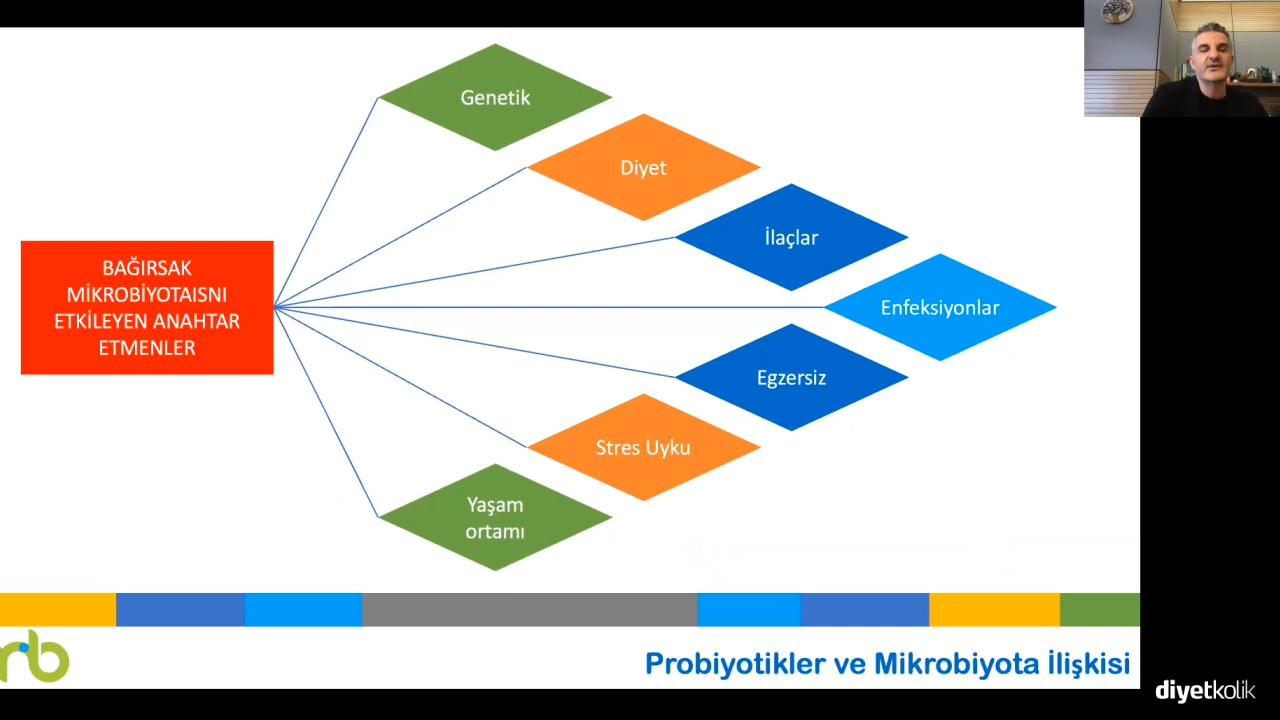 Genetik
Diyet
İlaçlar
Enfeksiyonlar
BAĞIRSAK
MİKROBİYOTAISNI
ETKİLEYEN ANAHTAR
ETMENLER
Egzersiz
Stres Uyku
Yaşam
ortamı
rb
Probiyotikler ve Mikrobiyota İlişkisi
diyetkolik